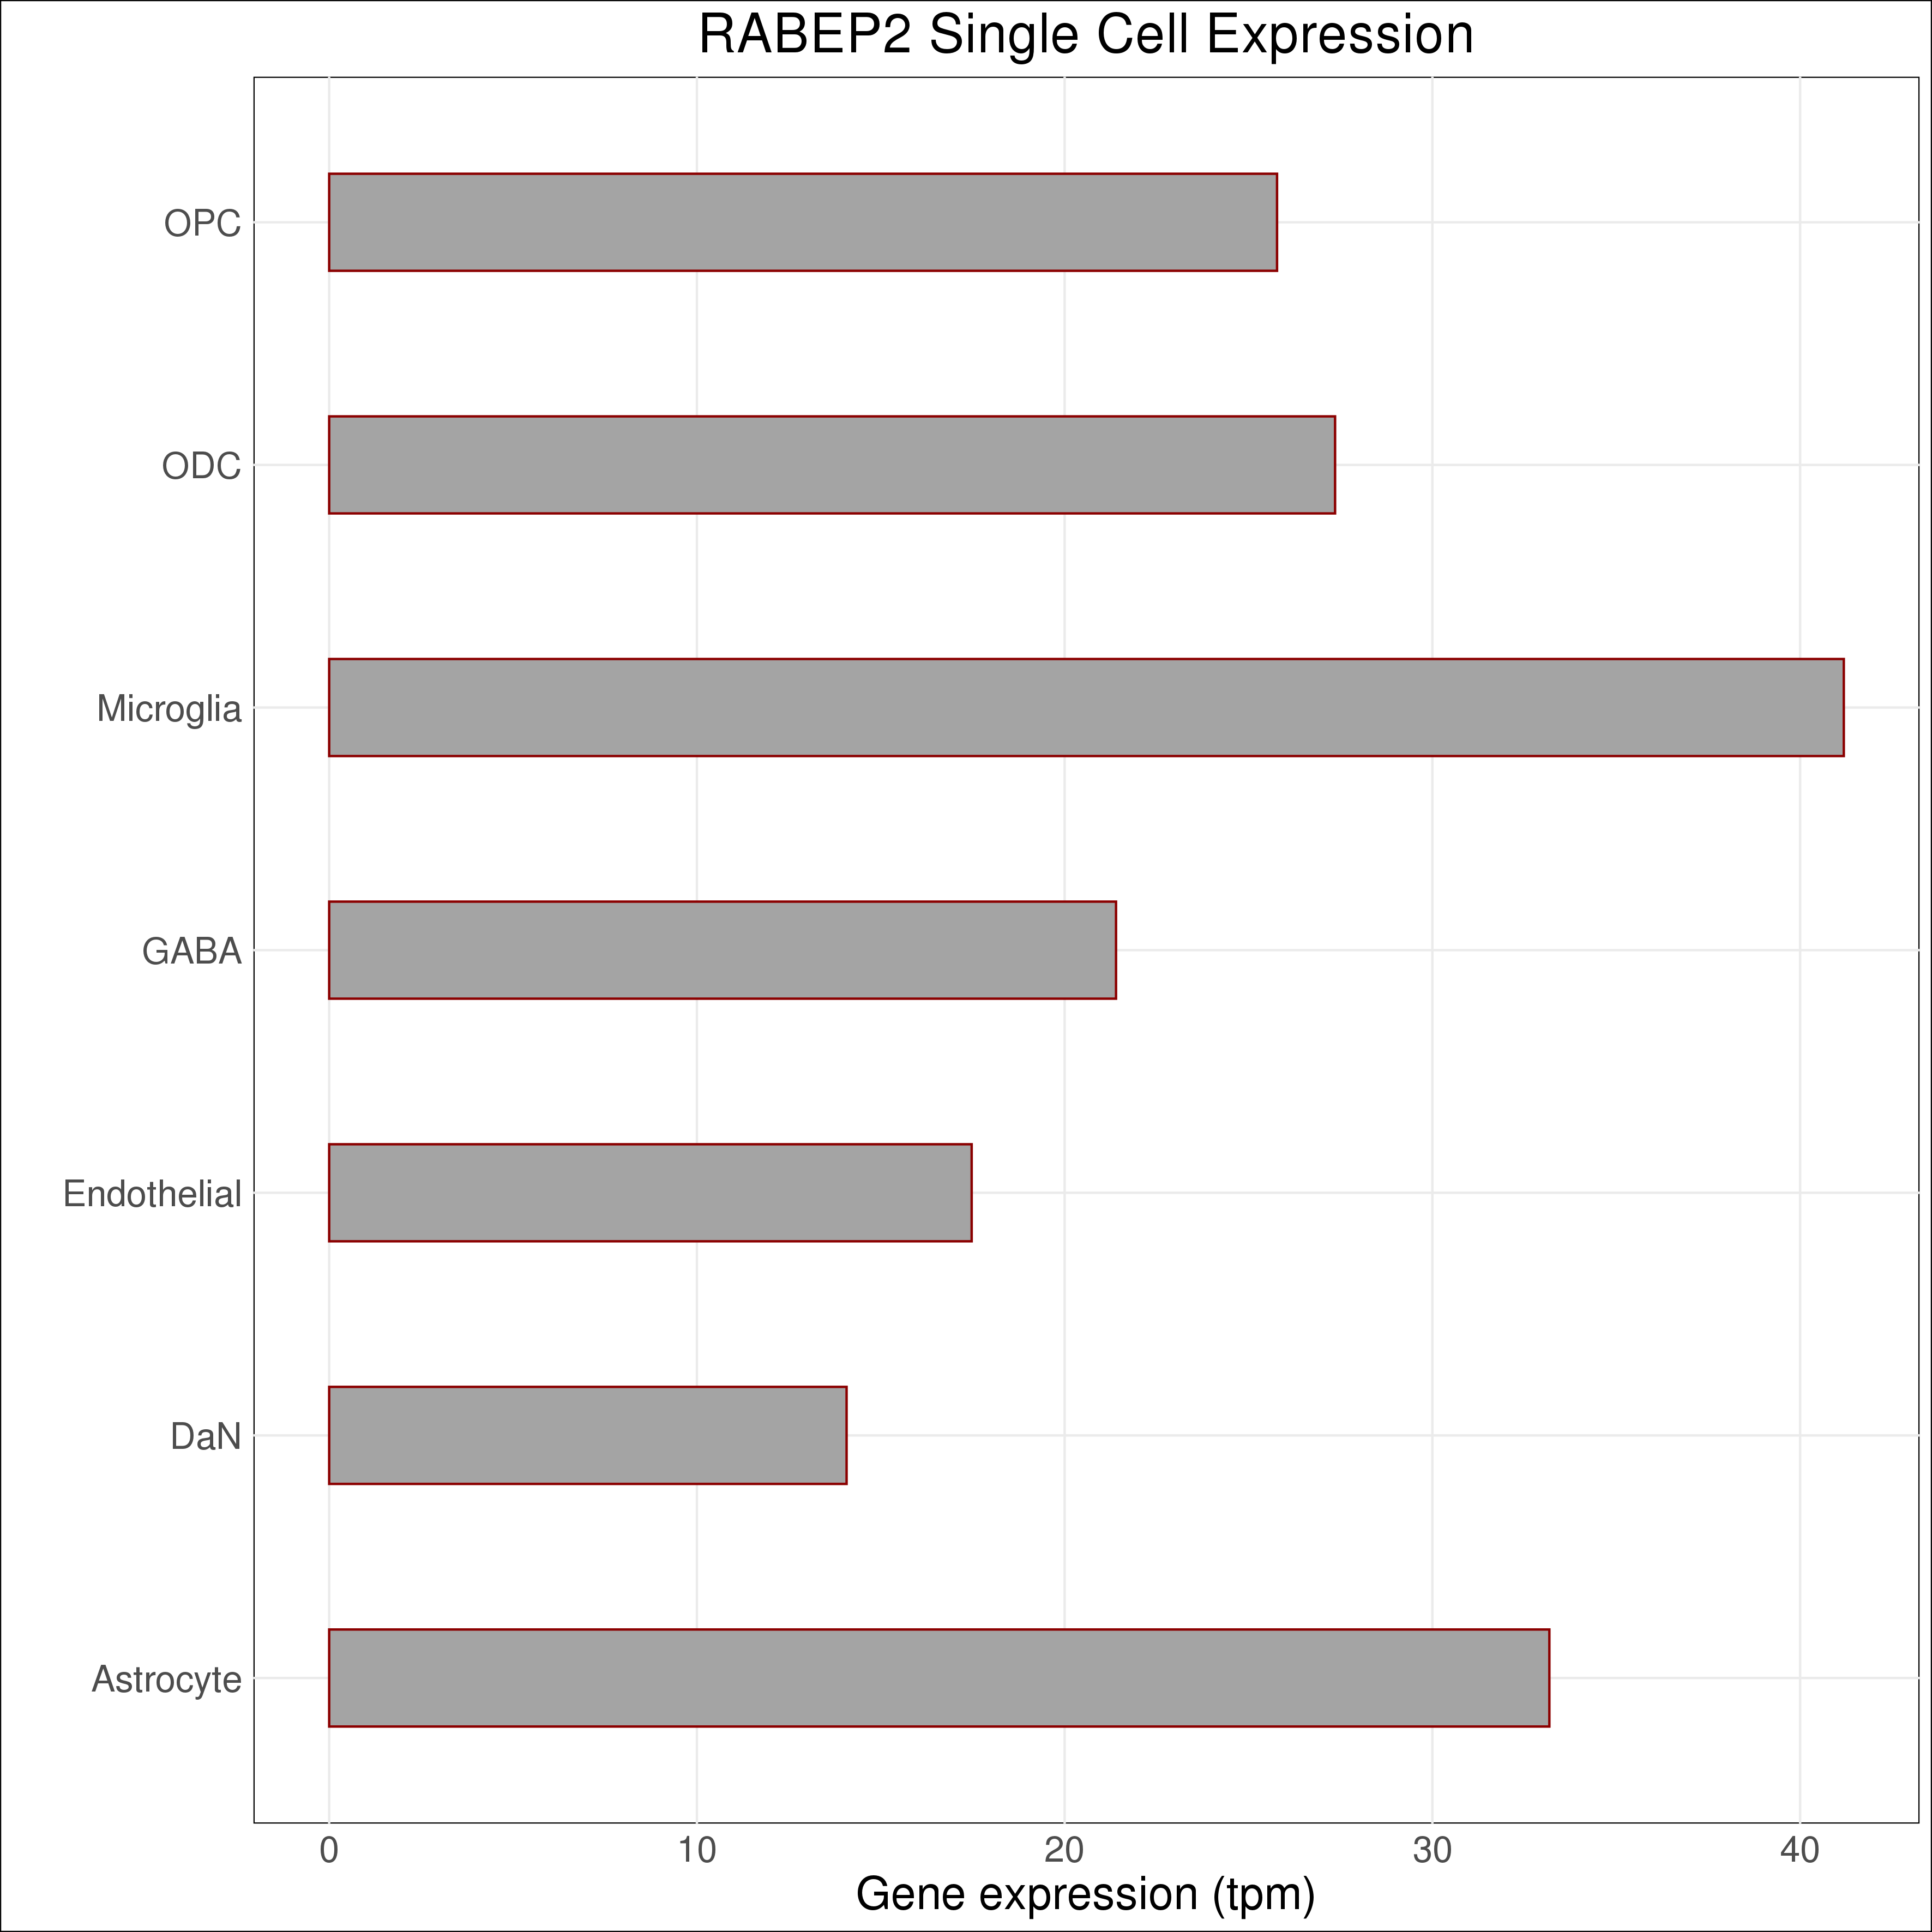 RABEP2 Single Cell Expression
OPC
ODC
Microglia
GABA
Endothelial
DaN
Astrocyte
0 10 20 30 40
Gene expression (tpm)